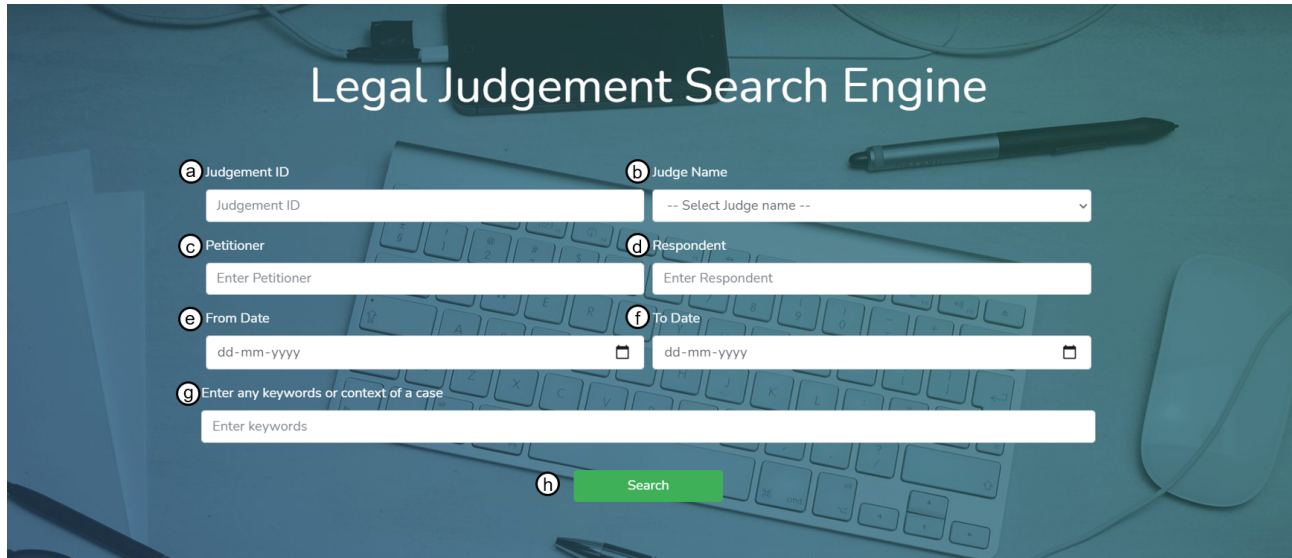 Legal Judgement Search Engine
a Judgement ID
b Judge Name
Judgement ID
-- Select Judge name --
c Petitioner
d Respondent
Enter Petitioner
Enter Respondent
e From Date
f To Date
dd-mm-yyyy
dd-mm-yyyy
g Enter any keywords or context of a case
Enter keywords
h Search